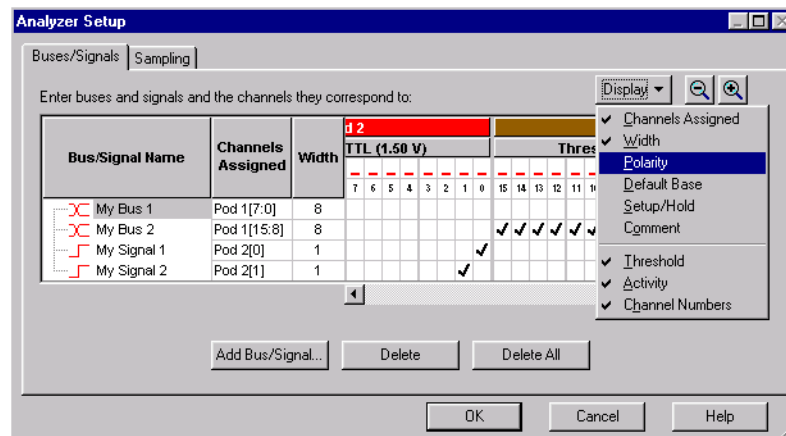 Analyzer Setup
Buses/Signals Sampling
Enter buses and signals and the channels they correspond to:
Display
Bus/Signal Name Channels Assigned Width
d 2
TTL (1.50 V) Thres
7 6 5 4 3 2 1 0 15 14 13 12 11
My Bus 1 Pod 1[7:0] 8
My Bus 2 Pod 1[15:8] 8
My Signal 1 Pod 2[0] 1
My Signal 2 Pod 2[1] 1
Channels Assigned
Width
Polarity
Default Base
Setup/Hold
Comment
Threshold
Activity
Channel Numbers
Add Bus/Signal... Delete Delete All
OK Cancel Help